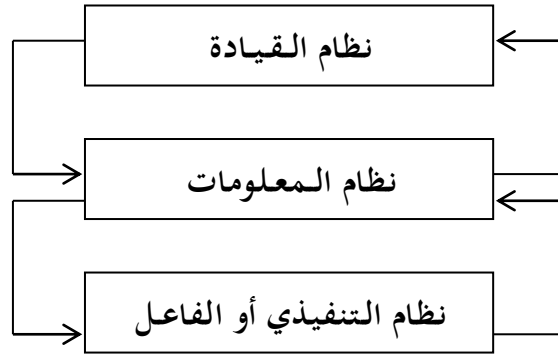 نظام القيادة
نظام المعلومات
نظام التنفيذي أو الفاعل